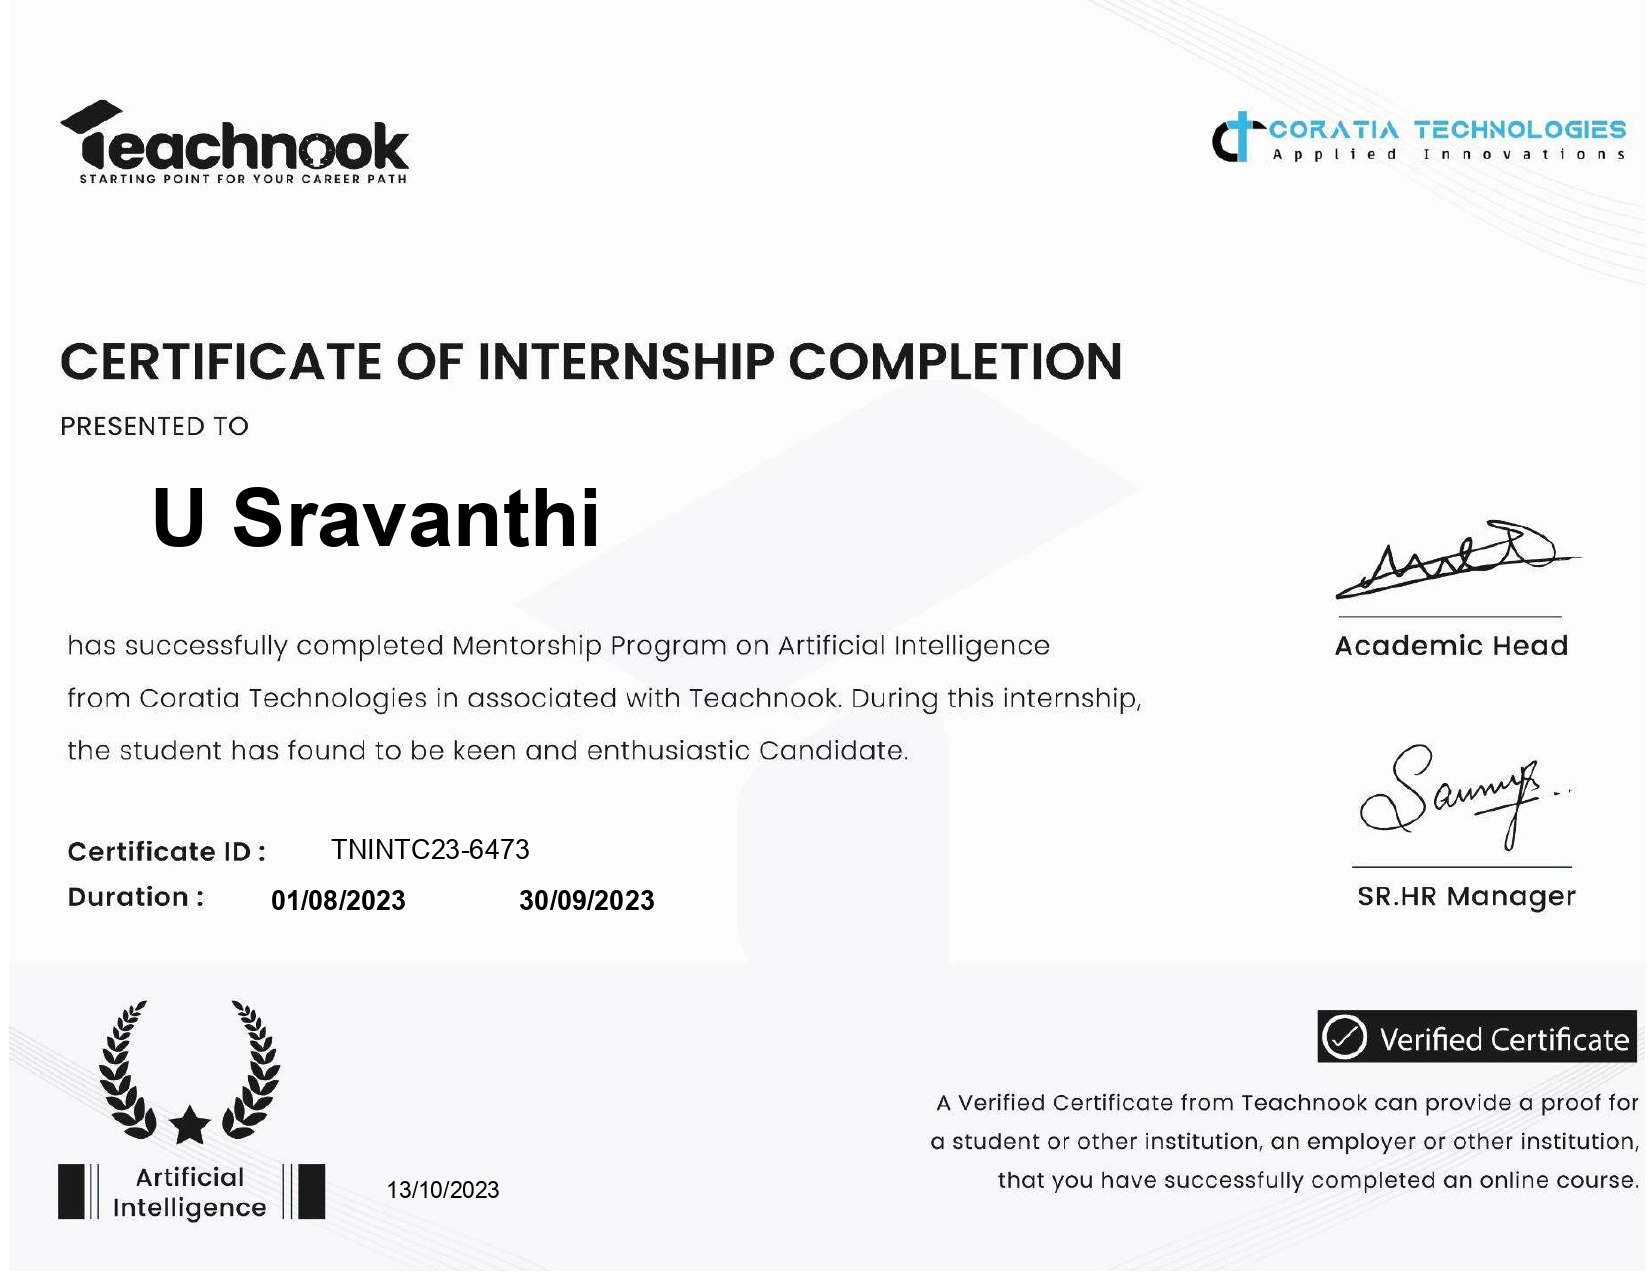 Teachnook
STARTING POINT FOR YOUR CAREER PATH
CORATIA TECHNOLOGIES
Applied Innovations
CERTIFICATE OF INTERNSHIP COMPLETION
PRESENTED TO
U Sravanthi
has successfully completed Mentorship Program on Artificial Intelligence
from Coratia Technologies in associated with Teachnook. During this internship,
the student has found to be keen and enthusiastic Candidate.
Academic Head
Certificate ID : TNINTC23-6473
Duration : 01/08/2023 30/09/2023
SR.HR Manager
Verified Certificate
A Verified Certificate from Teachnook can provide a proof for
a student or other institution, an employer or other institution,
that you have successfully completed an online course.
Artificial
Intelligence
13/10/2023